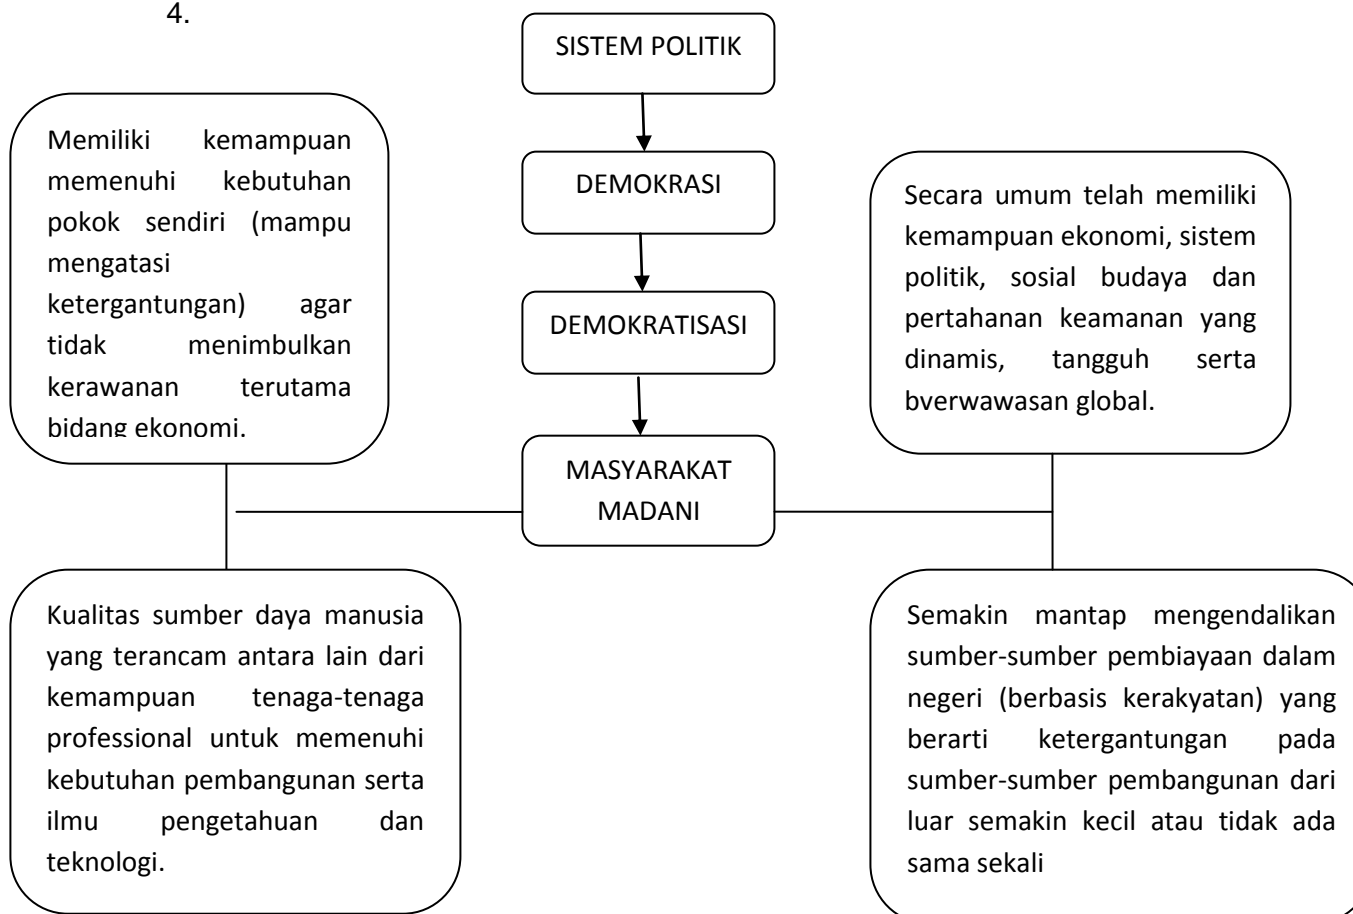 4.
SISTEM POLITIK
DEMOKRASI
DEMOKRATISASI
MASYARAKAT
MADANI
Memiliki kemampuan
memenuhi kebutuhan
pokok sendiri (mampu
mengatasi
ketergantungan) agar
tidak menimbulkan
kerawanan terutama
bidang ekonomi.
Secara umum telah memiliki
kemampuan ekonomi, sistem
politik, sosial budaya dan
pertahanan keamanan yang
dinamis, tangguh serta
bverwawasan global.
Kualitas sumber daya manusia
yang terancam antara lain dari
kemampuan tenaga-tenaga
professional untuk memenuhi
kebutuhan pembangunan serta
ilmu pengetahuan dan
teknologi.
Semakin mantap mengendalikan
sumber-sumber pembiayaan dalam
negeri (berbasis kerakyatan) yang
berarti ketergantungan pada
sumber-sumber pembangunan dari
luar semakin kecil atau tidak ada
sama sekali